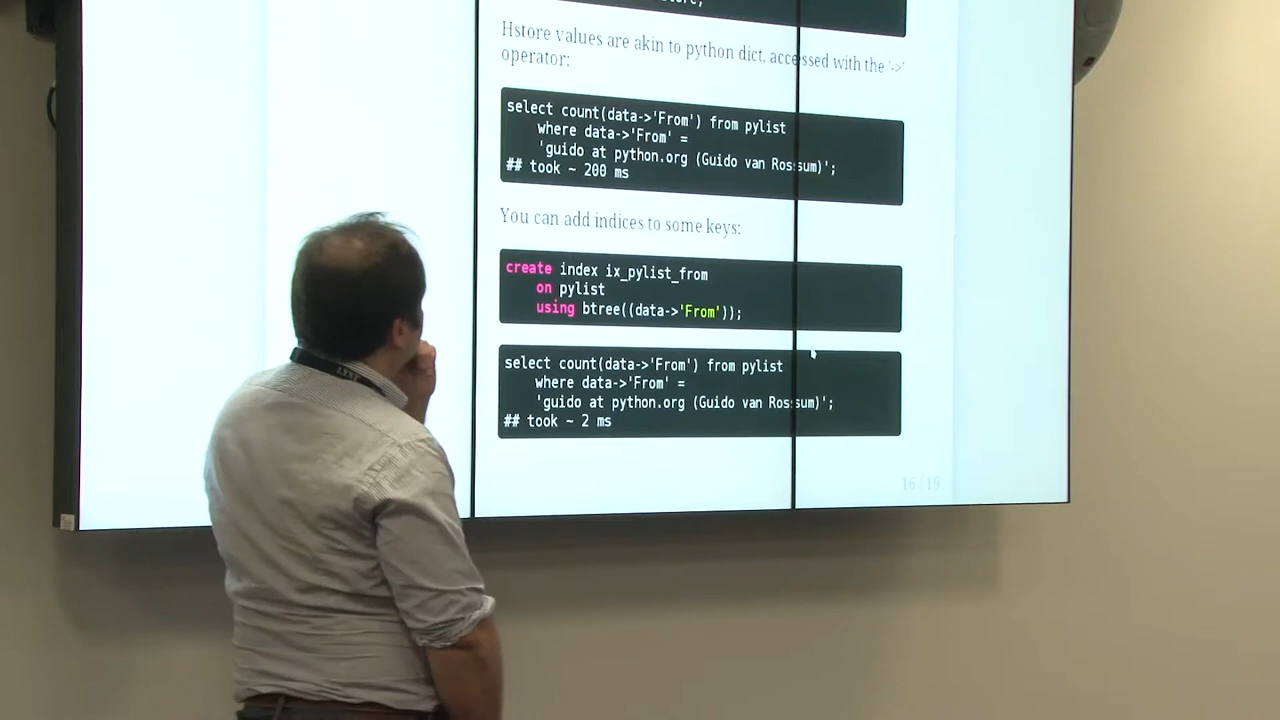 Hstore values are akin to python dict, accessed with the '->'
operator:
select count(data->'From') from pylist
where data->'From' =
'guido at python.org (Guido van Rossum)';
## took ~ 200 ms
You can add indices to some keys:
create index ix_pylist_from
on pylist
using btree((data->'From'));
select count(data->'From') from pylist
where data->'From' =
'guido at python.org (Guido van Rossum)';
## took ~ 2 ms
16/19
LYST